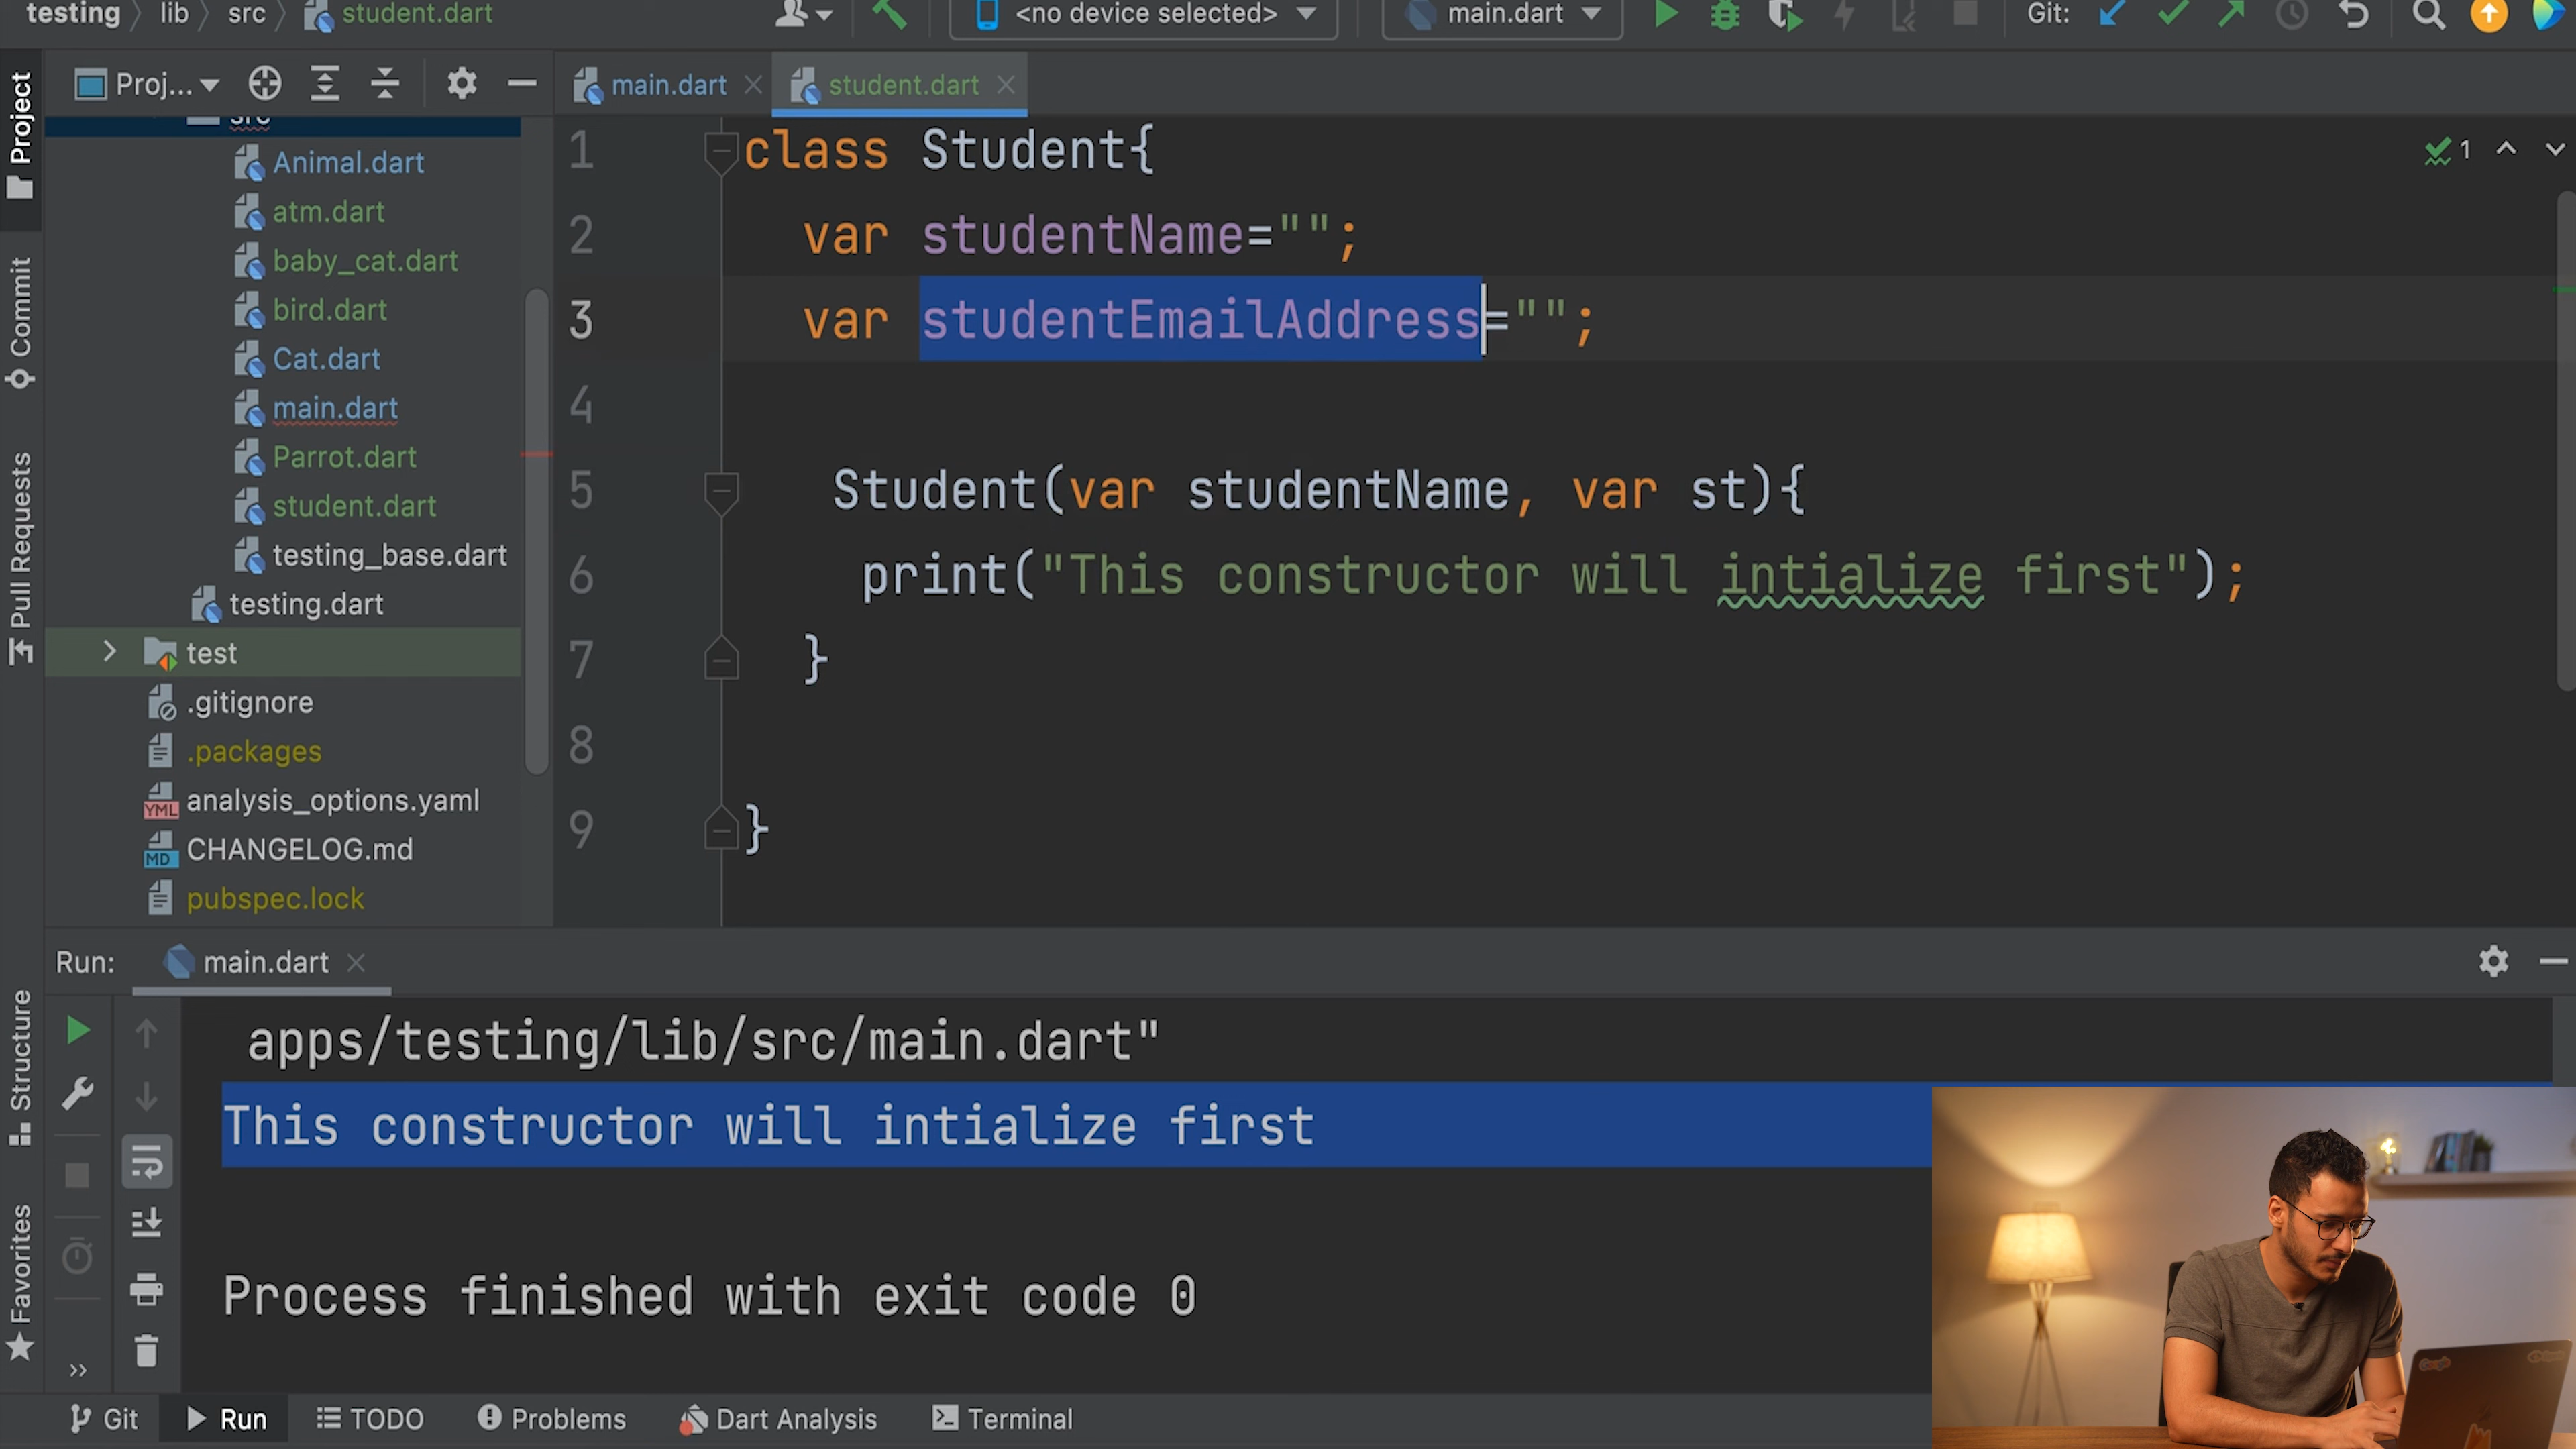 testing lib src student.dart <no device selected> main.dart Git:
Project
Proj... main.dart student.dart
src
Animal.dart
atm.dart
baby_cat.dart
bird.dart
Cat.dart
main.dart
Parrot.dart
student.dart
testing_base.dart
testing.dart
test
.gitignore
.packages
YML analysis_options.yaml
MD CHANGELOG.md
pubspec.lock
Commit
Pull Requests
1 class Student{
2 var studentName="";
3 var studentEmailAddress="";
4
5 Student(var studentName, var st){
6 print("This constructor will intialize first");
7 }
8
9 }
1
Run: main.dart
Structure
Favorites
apps/testing/lib/src/main.dart"
This constructor will intialize first
Process finished with exit code 0
Google
Git Run TODO Problems Dart Analysis Terminal